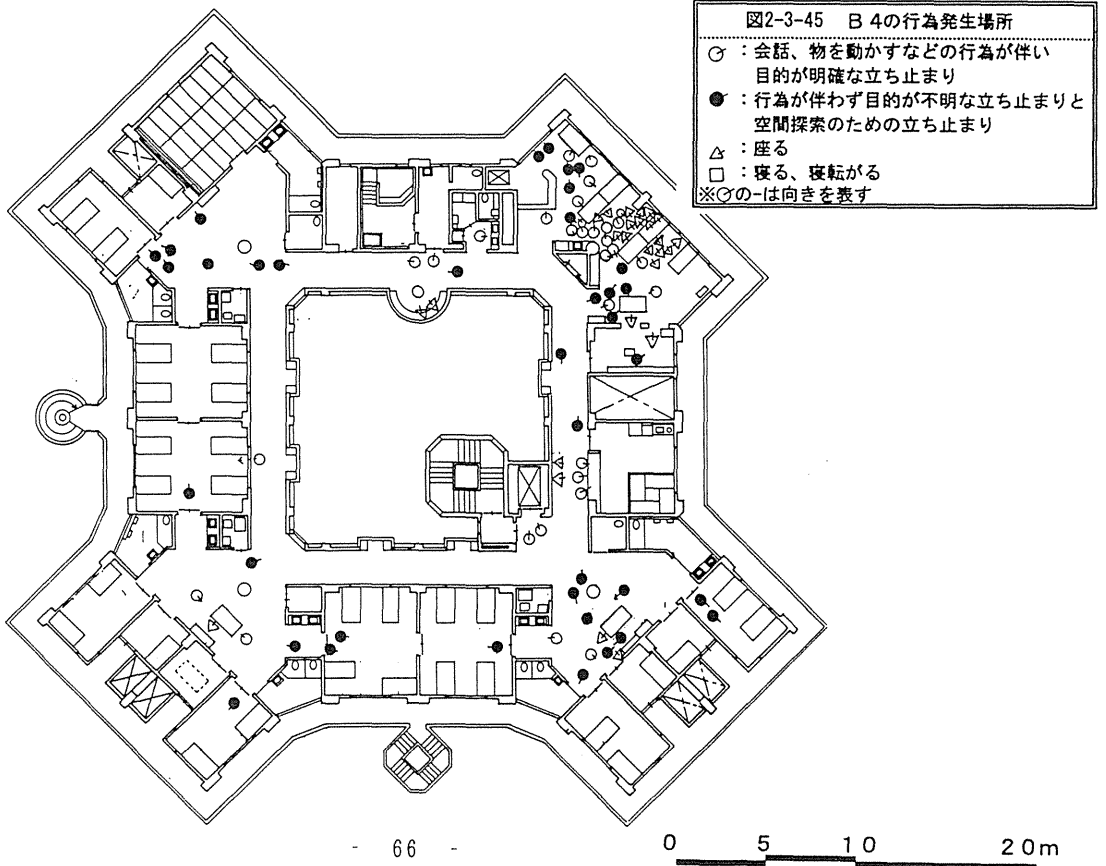 図2-3-45 B4の行為発生場所
○：会話、物を動かすなどの行為が伴い
目的が明確な立ち止まり
●：行為が伴わず目的が不明な立ち止まりと
空間探索のための立ち止まり
△：座る
□：寝る、寝転がる
※○の-は向きを表す
- 66 -
0 5 10 20m